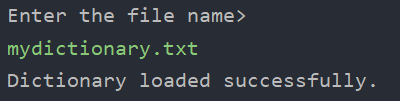 Enter the file name>
mydictionary.txt
Dictionary loaded successfully.